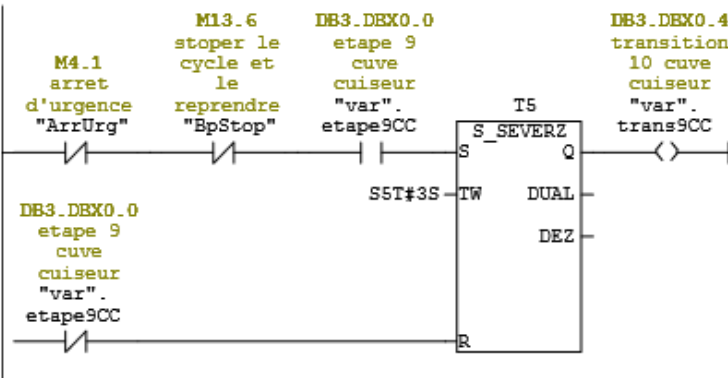 M4.1
arret
d'urgence
"ArrUrg"
M13.6
stoper le
cycle et
le
reprendre
"BpStop"
DB3.DBX0.0
etape 9
cuve
cuiseur
"var".
etape9CC
T5
S_SEVERZ
S
Q
S5T#3S
TW
DUAL
DEZ
R
DB3.DBX0.4
transition
10 cuve
cuiseur
"var".
trans9CC
DB3.DBX0.0
etape 9
cuve
cuiseur
"var".
etape9CC